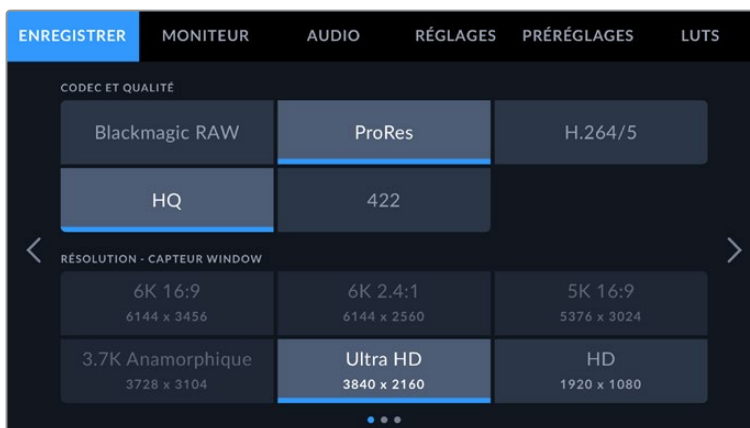 ENREGISTRER MONITEUR AUDIO RÉGLAGES PRÉRÉGLAGES LUTS
CODEC ET QUALITÉ
Blackmagic RAW ProRes H.264/5
HQ 422
RÉSOLUTION - CAPTEUR WINDOW
6K 16:9 6K 2.4:1 5K 16:9
6144 x 3456 6144 x 2560 5376 x 3024
3.7K Anamorphique Ultra HD HD
3728 x 3104 3840 x 2160 1920 x 1080